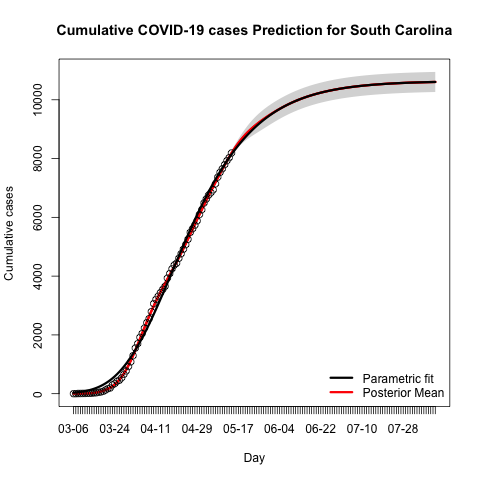 Cumulative COVID-19 cases Prediction for South Carolina
Cumulative cases
10000
8000
6000
4000
2000
0
Parametric fit
Posterior Mean
03-06 03-24 04-11 04-29 05-17 06-04 06-22 07-10 07-28
Day